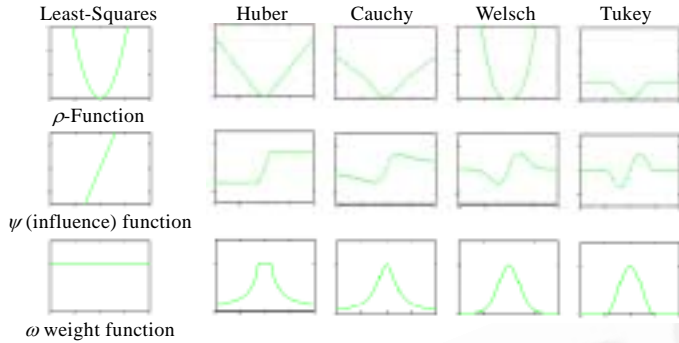 Least-Squares Huber Cauchy Welsch Tukey
ρ-Function
ψ (influence) function
ω weight function